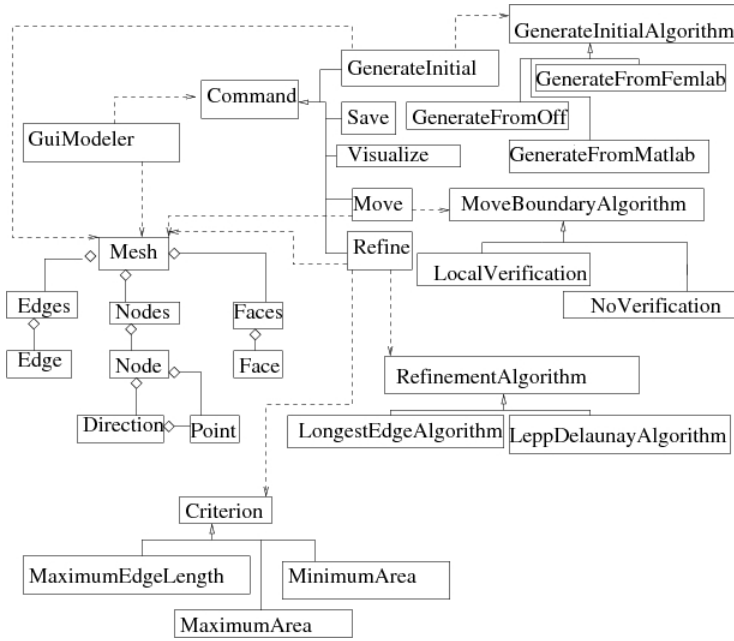 GenerateInitialAlgorithm
GenerateInitial
GenerateFromFemlab
Command
Save
GenerateFromOff
GuiModeler
Visualize
GenerateFromMatlab
Move
MoveBoundaryAlgorithm
Mesh
Refine
LocalVerification
Edges
Nodes
Faces
NoVerification
Edge
Node
Face
RefinementAlgorithm
Direction
Point
LongestEdgeAlgorithm
LeppDelaunayAlgorithm
Criterion
MaximumEdgeLength
MinimumArea
MaximumArea